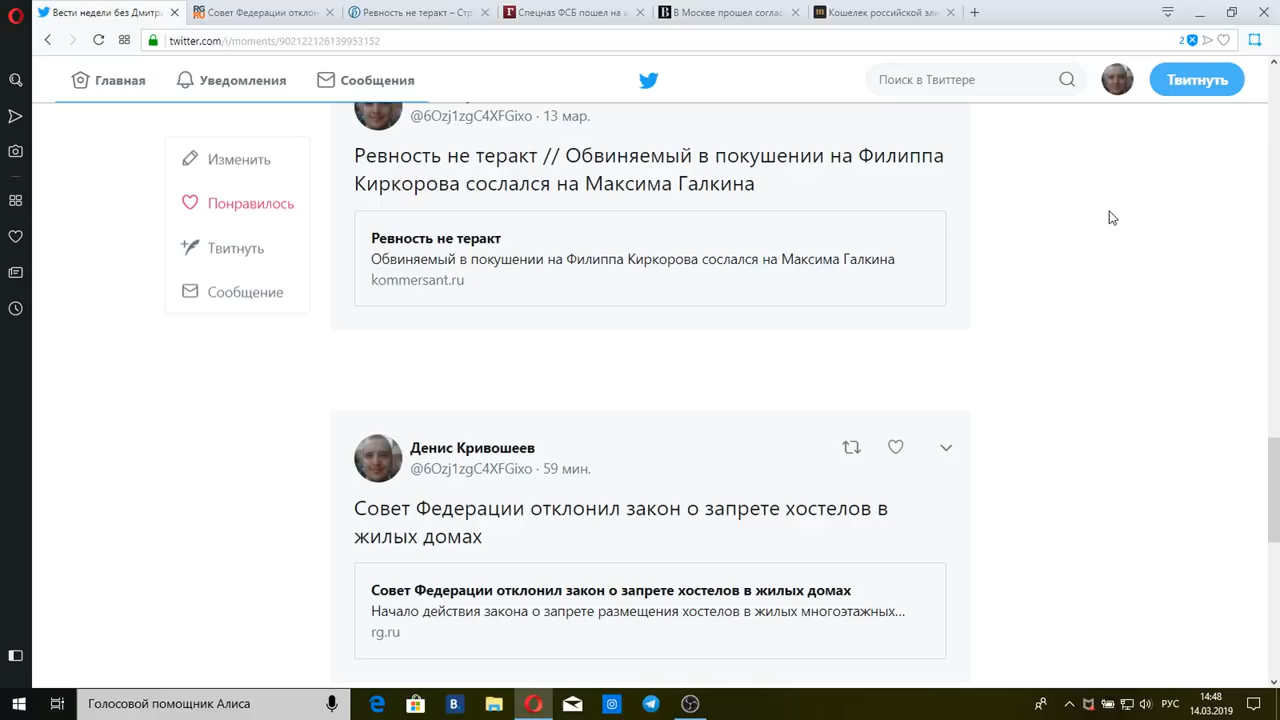 Вести недели без Дмитри
Совет Федерации отклон
Ревность не теракт – Стр
Спецназ ФСБ пошел на о
В Москве прошел соглас
Кошелек российской эли
twitter.com/i/moments/902122126139953152
2
Главная
Уведомления
Сообщения
Поиск в Твиттере
Твитнуть
@6Ozj1zgC4XFGixo · 13 мар.
Ревность не теракт // Обвиняемый в покушении на Филиппа
Киркорова сослался на Максима Галкина
Ревность не теракт
Обвиняемый в покушении на Филиппа Киркорова сослался на Максима Галкина
kommersant.ru
Изменить
Понравилось
Твитнуть
Сообщение
Денис Кривошеев
@6Ozj1zgC4XFGixo · 59 мин.
Совет Федерации отклонил закон о запрете хостелов в
жилых домах
Совет Федерации отклонил закон о запрете хостелов в жилых домах
Начало действия закона о запрете размещения хостелов в жилых многоэтажных...
rg.ru
Голосовой помощник Алиса
РУС
14:48
14.03.2019